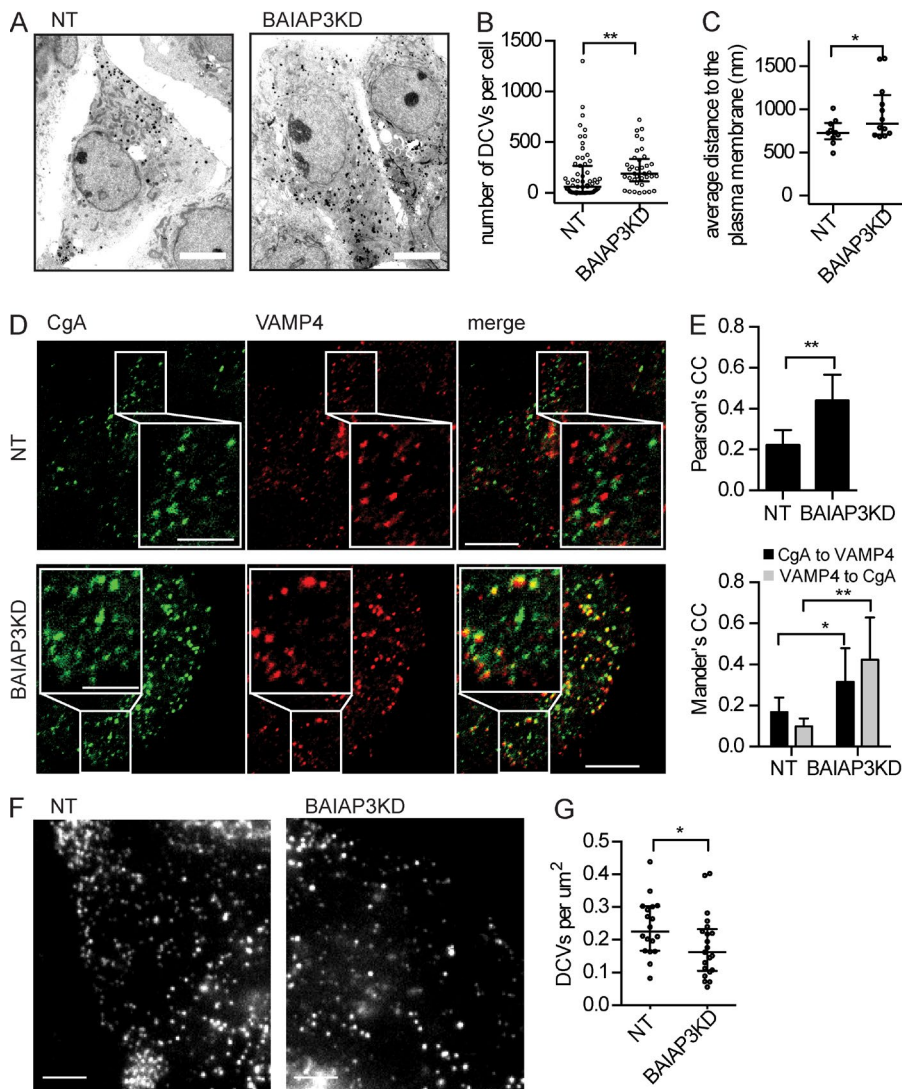 A
NT
BAIAP3KD
B
number of DCVs per cell
1500
1000
500
0
**
NT
BAIAP3KD
C
average distance to the
plasma membrane (nm)
1500
1000
500
0
*
NT
BAIAP3KD
D
CgA
VAMP4
merge
NT
BAIAP3KD
E
Pearson's CC
0.8
0.6
0.4
0.2
0.0
**
NT
BAIAP3KD
CgA to VAMP4
VAMP4 to CgA
Mander's CC
0.8
0.6
0.4
0.2
0.0
**
*
NT
BAIAP3KD
F
NT
BAIAP3KD
G
DCVs per um2
0.5
0.4
0.3
0.2
0.1
0.0
*
NT
BAIAP3KD